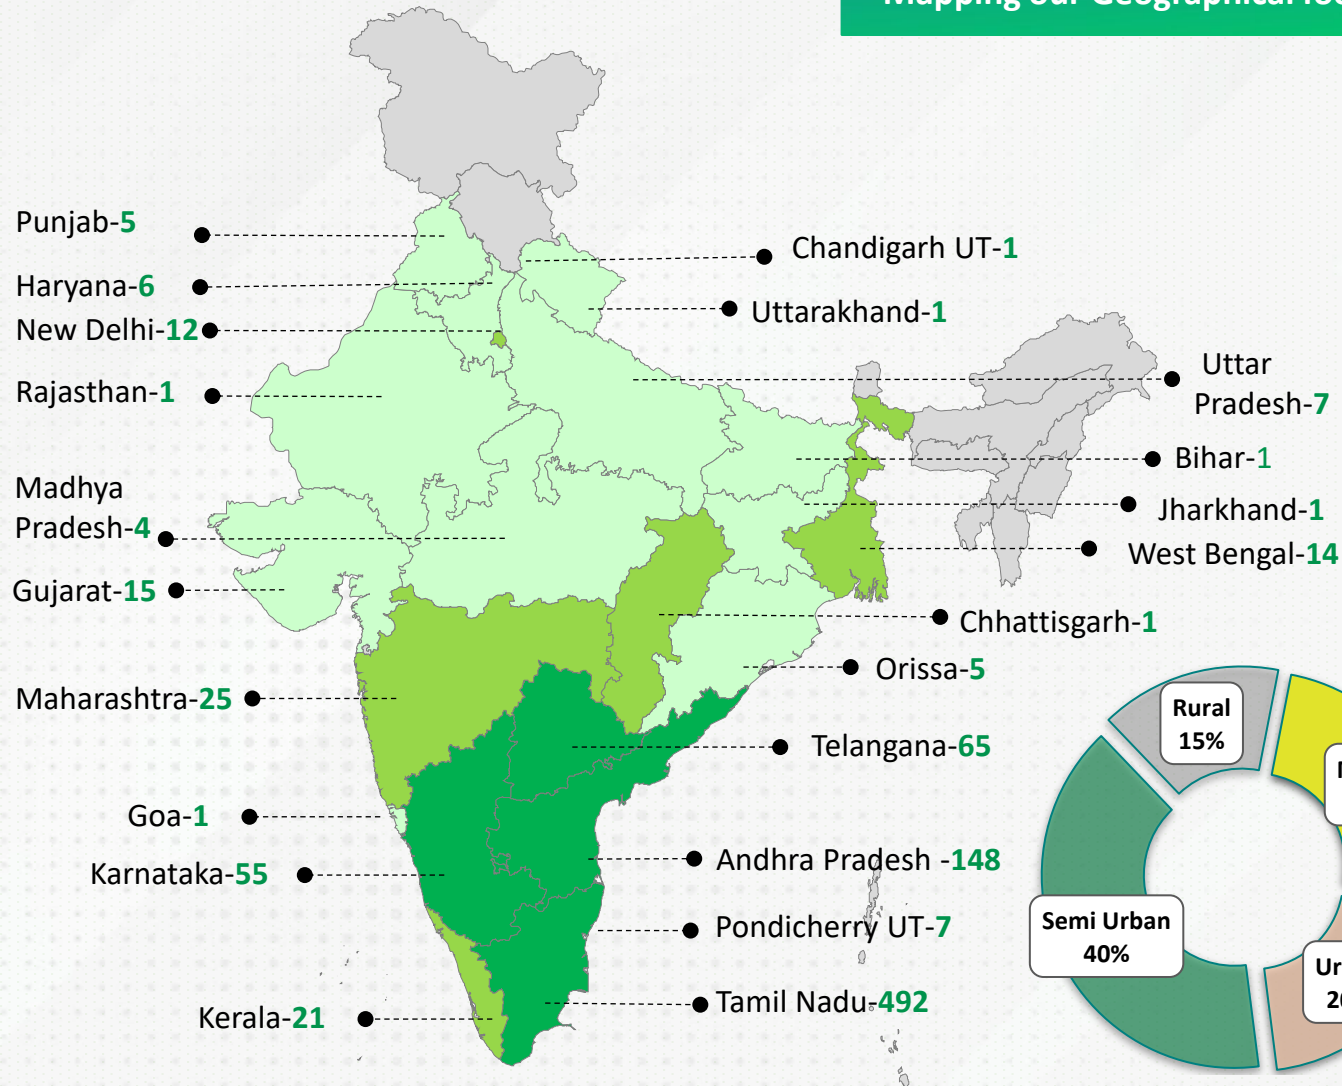 Mapping our Geographical
Punjab-5
Haryana-6
New Delhi-12
Rajasthan-1
Madhya
Pradesh-4
Gujarat-15
Maharashtra-25
Goa-1
Karnataka-55
Kerala-21
Chandigarh UT-1
Uttarakhand-1
Uttar
Pradesh-7
Bihar-1
Jharkhand-1
West Bengal-14
Chhattisgarh-1
Orissa-5
Telangana-65
Andhra Pradesh -148
Pondicherry UT-7
Tamil Nadu-492
Rural
15%
Semi Urban
40%